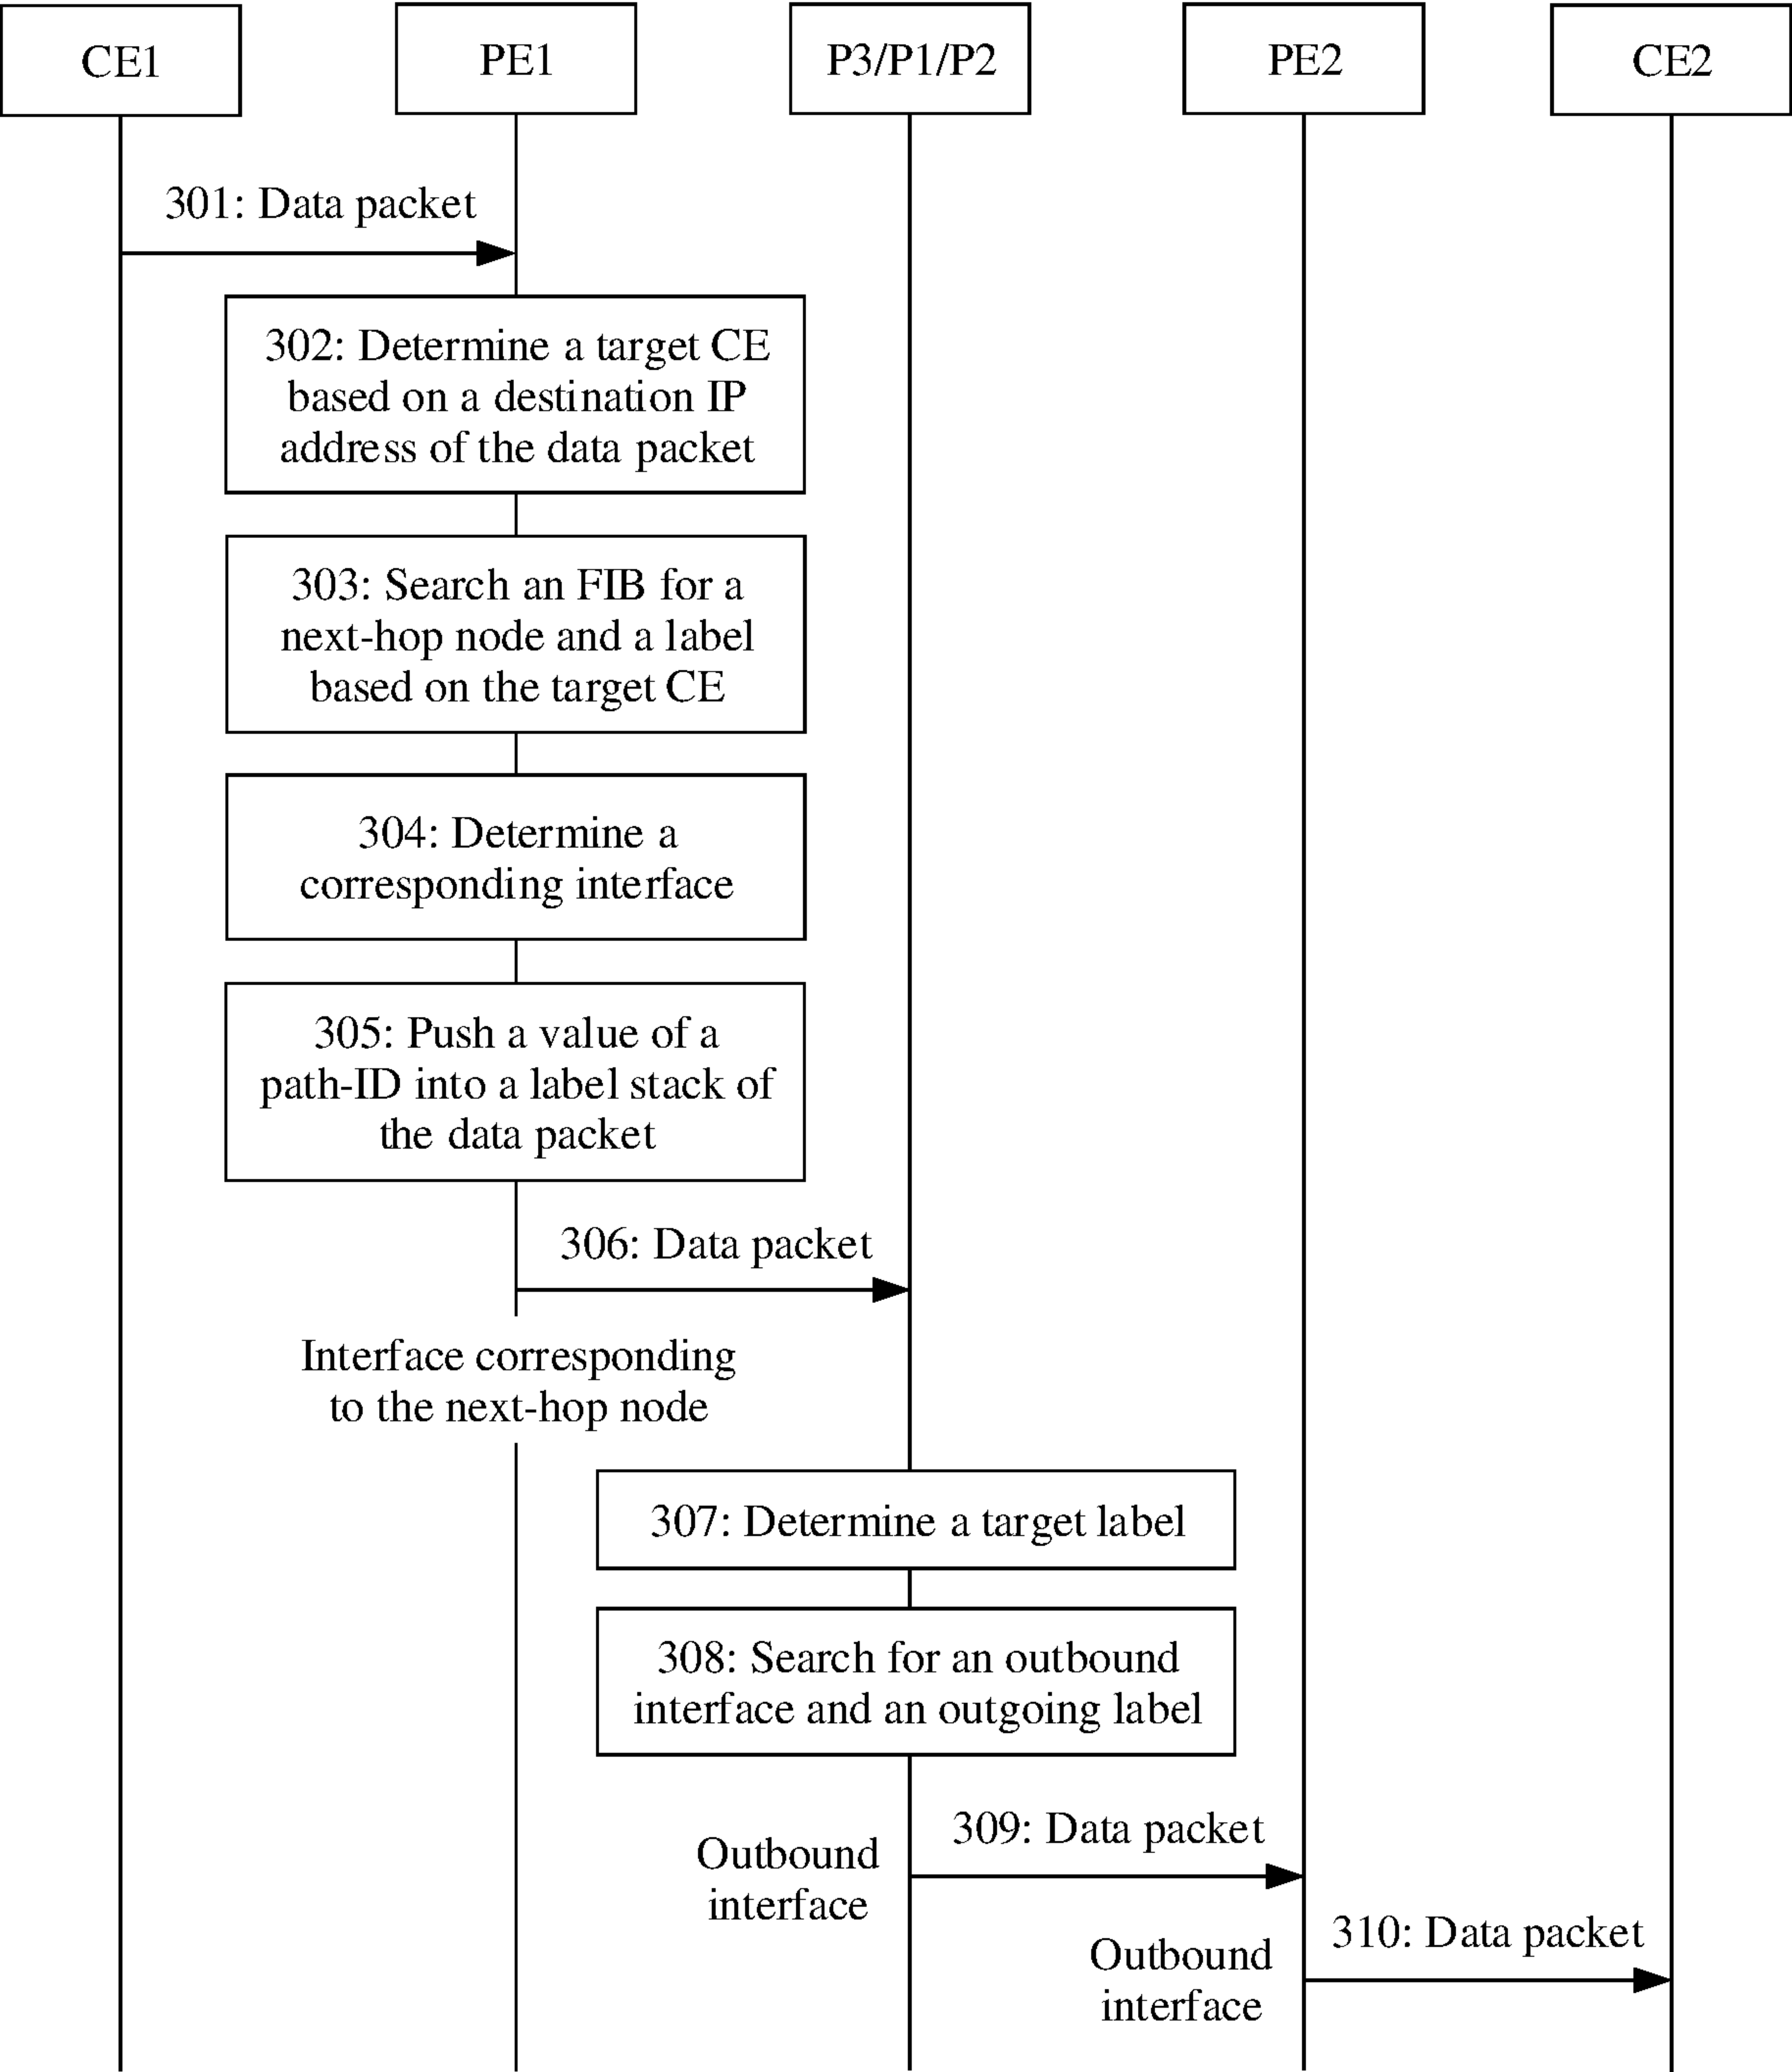 CE1
PE1
P3/P1/P2
PE2
CE2
301: Data packet
302: Determine a target CE
based on a destination IP
address of the data packet
303: Search an FIB for a
next-hop node and a label
based on the target CE
304: Determine a
corresponding interface
305: Push a value of a
path-ID into a label stack of
the data packet
306: Data packet
Interface corresponding
to the next-hop node
307: Determine a target label
308: Search for an outbound
interface and an outgoing label
309: Data packet
Outbound
interface
310: Data packet
Outbound
interface